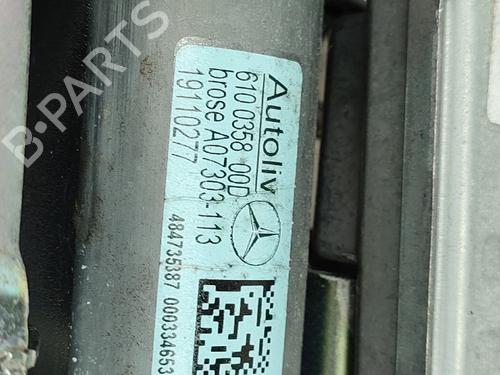 Autoliv
610 0358 00D
brose A07303-113
19110277
484735387 000334653
B-PARTS